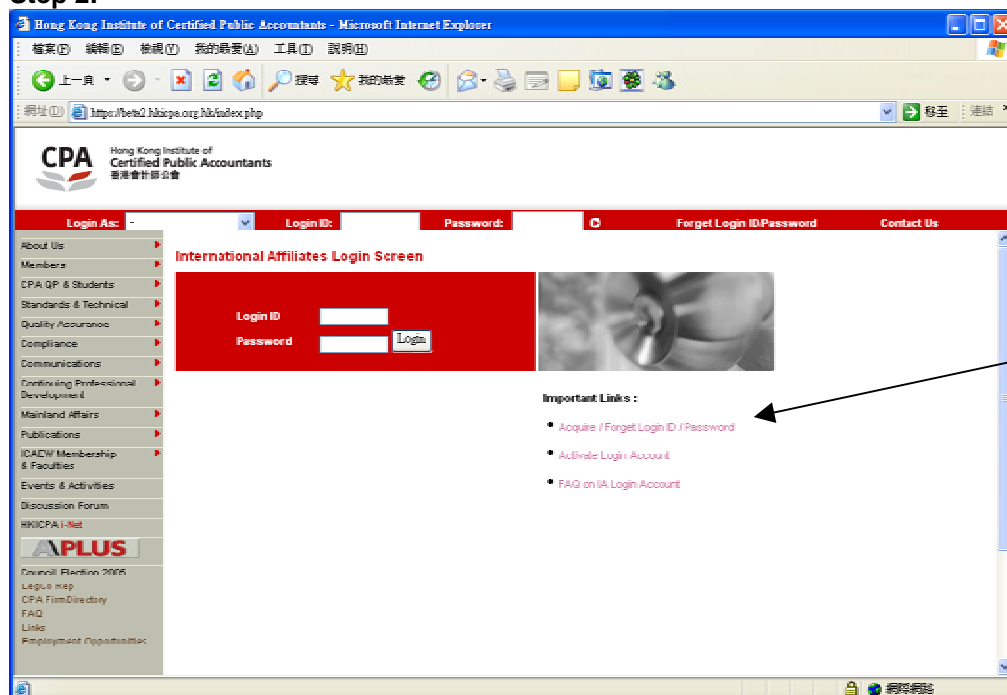 Step 2:
Hong Kong Institute of Certified Public Accountants - Microsoft Internet Explorer
檔案(F) 編輯(E) 檢視(V) 我的最愛(A) 工具(T) 說明(H)
上一頁 搜尋 我的最愛
網址(D) https://beta2.hkicpa.org.hk/index.php 移至 連結
CPA Hong Kong Institute of
Certified Public Accountants
香港會計師公會
Login As: - Login ID: Password: Forget Login ID/Password Contact Us
About Us
Members
CPA QP & Students
Standards & Technical
Quality Assurance
Compliance
Communications
Continuing Professional
Development
Mainland Affairs
Publications
ICAEW Membership
& Faculties
Events & Activities
Discussion Forum
HKICPA i-Net
APLUS
Council Election 2005
LegCo Rep
CPA Firm Directory
FAQ
Links
Employment Opportunities
International Affiliates Login Screen
Login ID
Password Login
Important Links :
Acquire / Forget Login ID / Password
Activate Login Account
FAQ on IA Login Account
網際網路